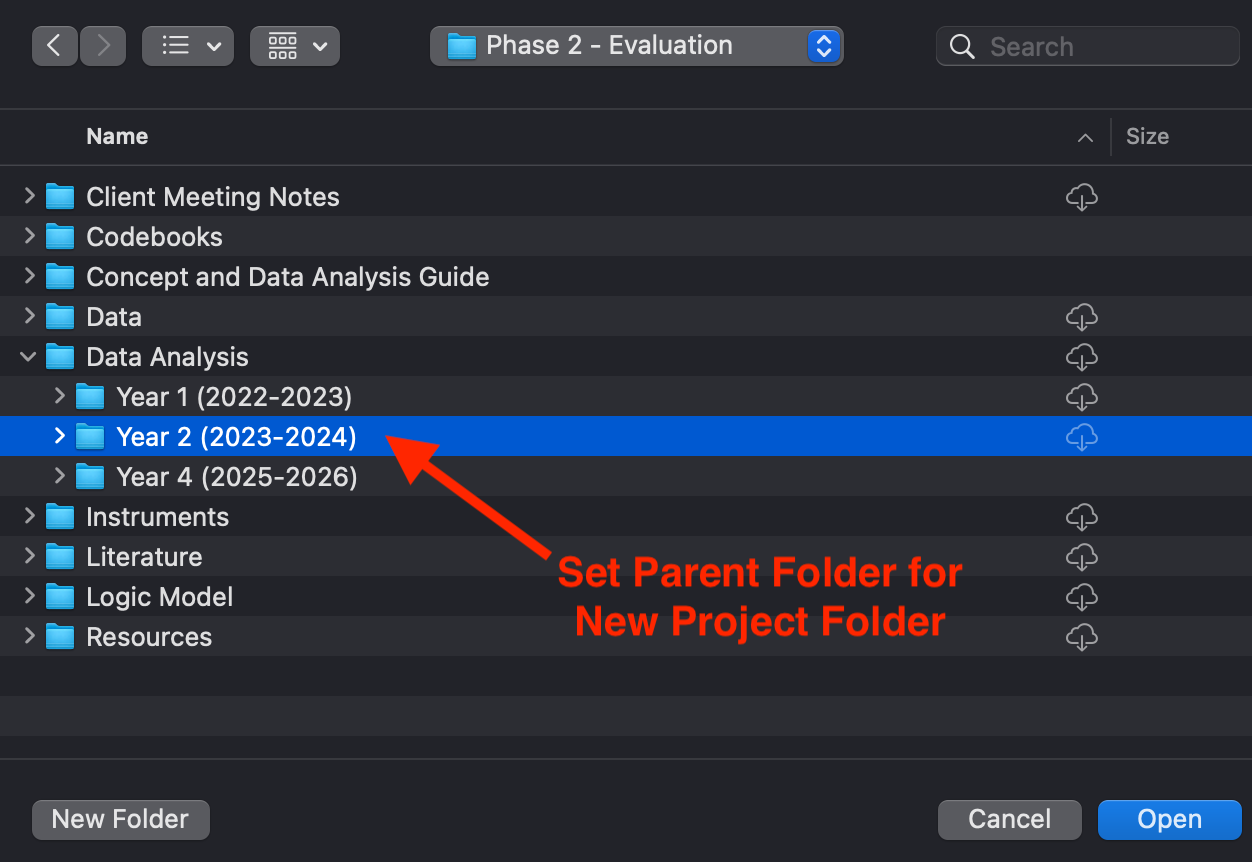 Phase 2 - Evaluation
Search
Name
Size
Client Meeting Notes
Codebooks
Concept and Data Analysis Guide
Data
Data Analysis
Year 1 (2022-2023)
Year 2 (2023-2024)
Year 4 (2025-2026)
Instruments
Literature
Logic Model
Resources
Set Parent Folder for
New Project Folder
New Folder
Cancel
Open